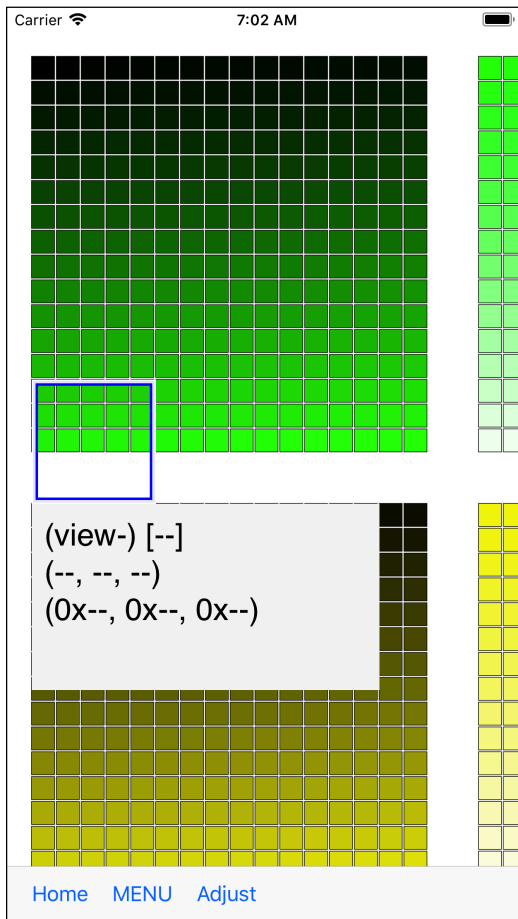 Carrier 7:02 AM
(view-) [--]
(--, --, --)
(0x--, 0x--, 0x--)
Home MENU Adjust